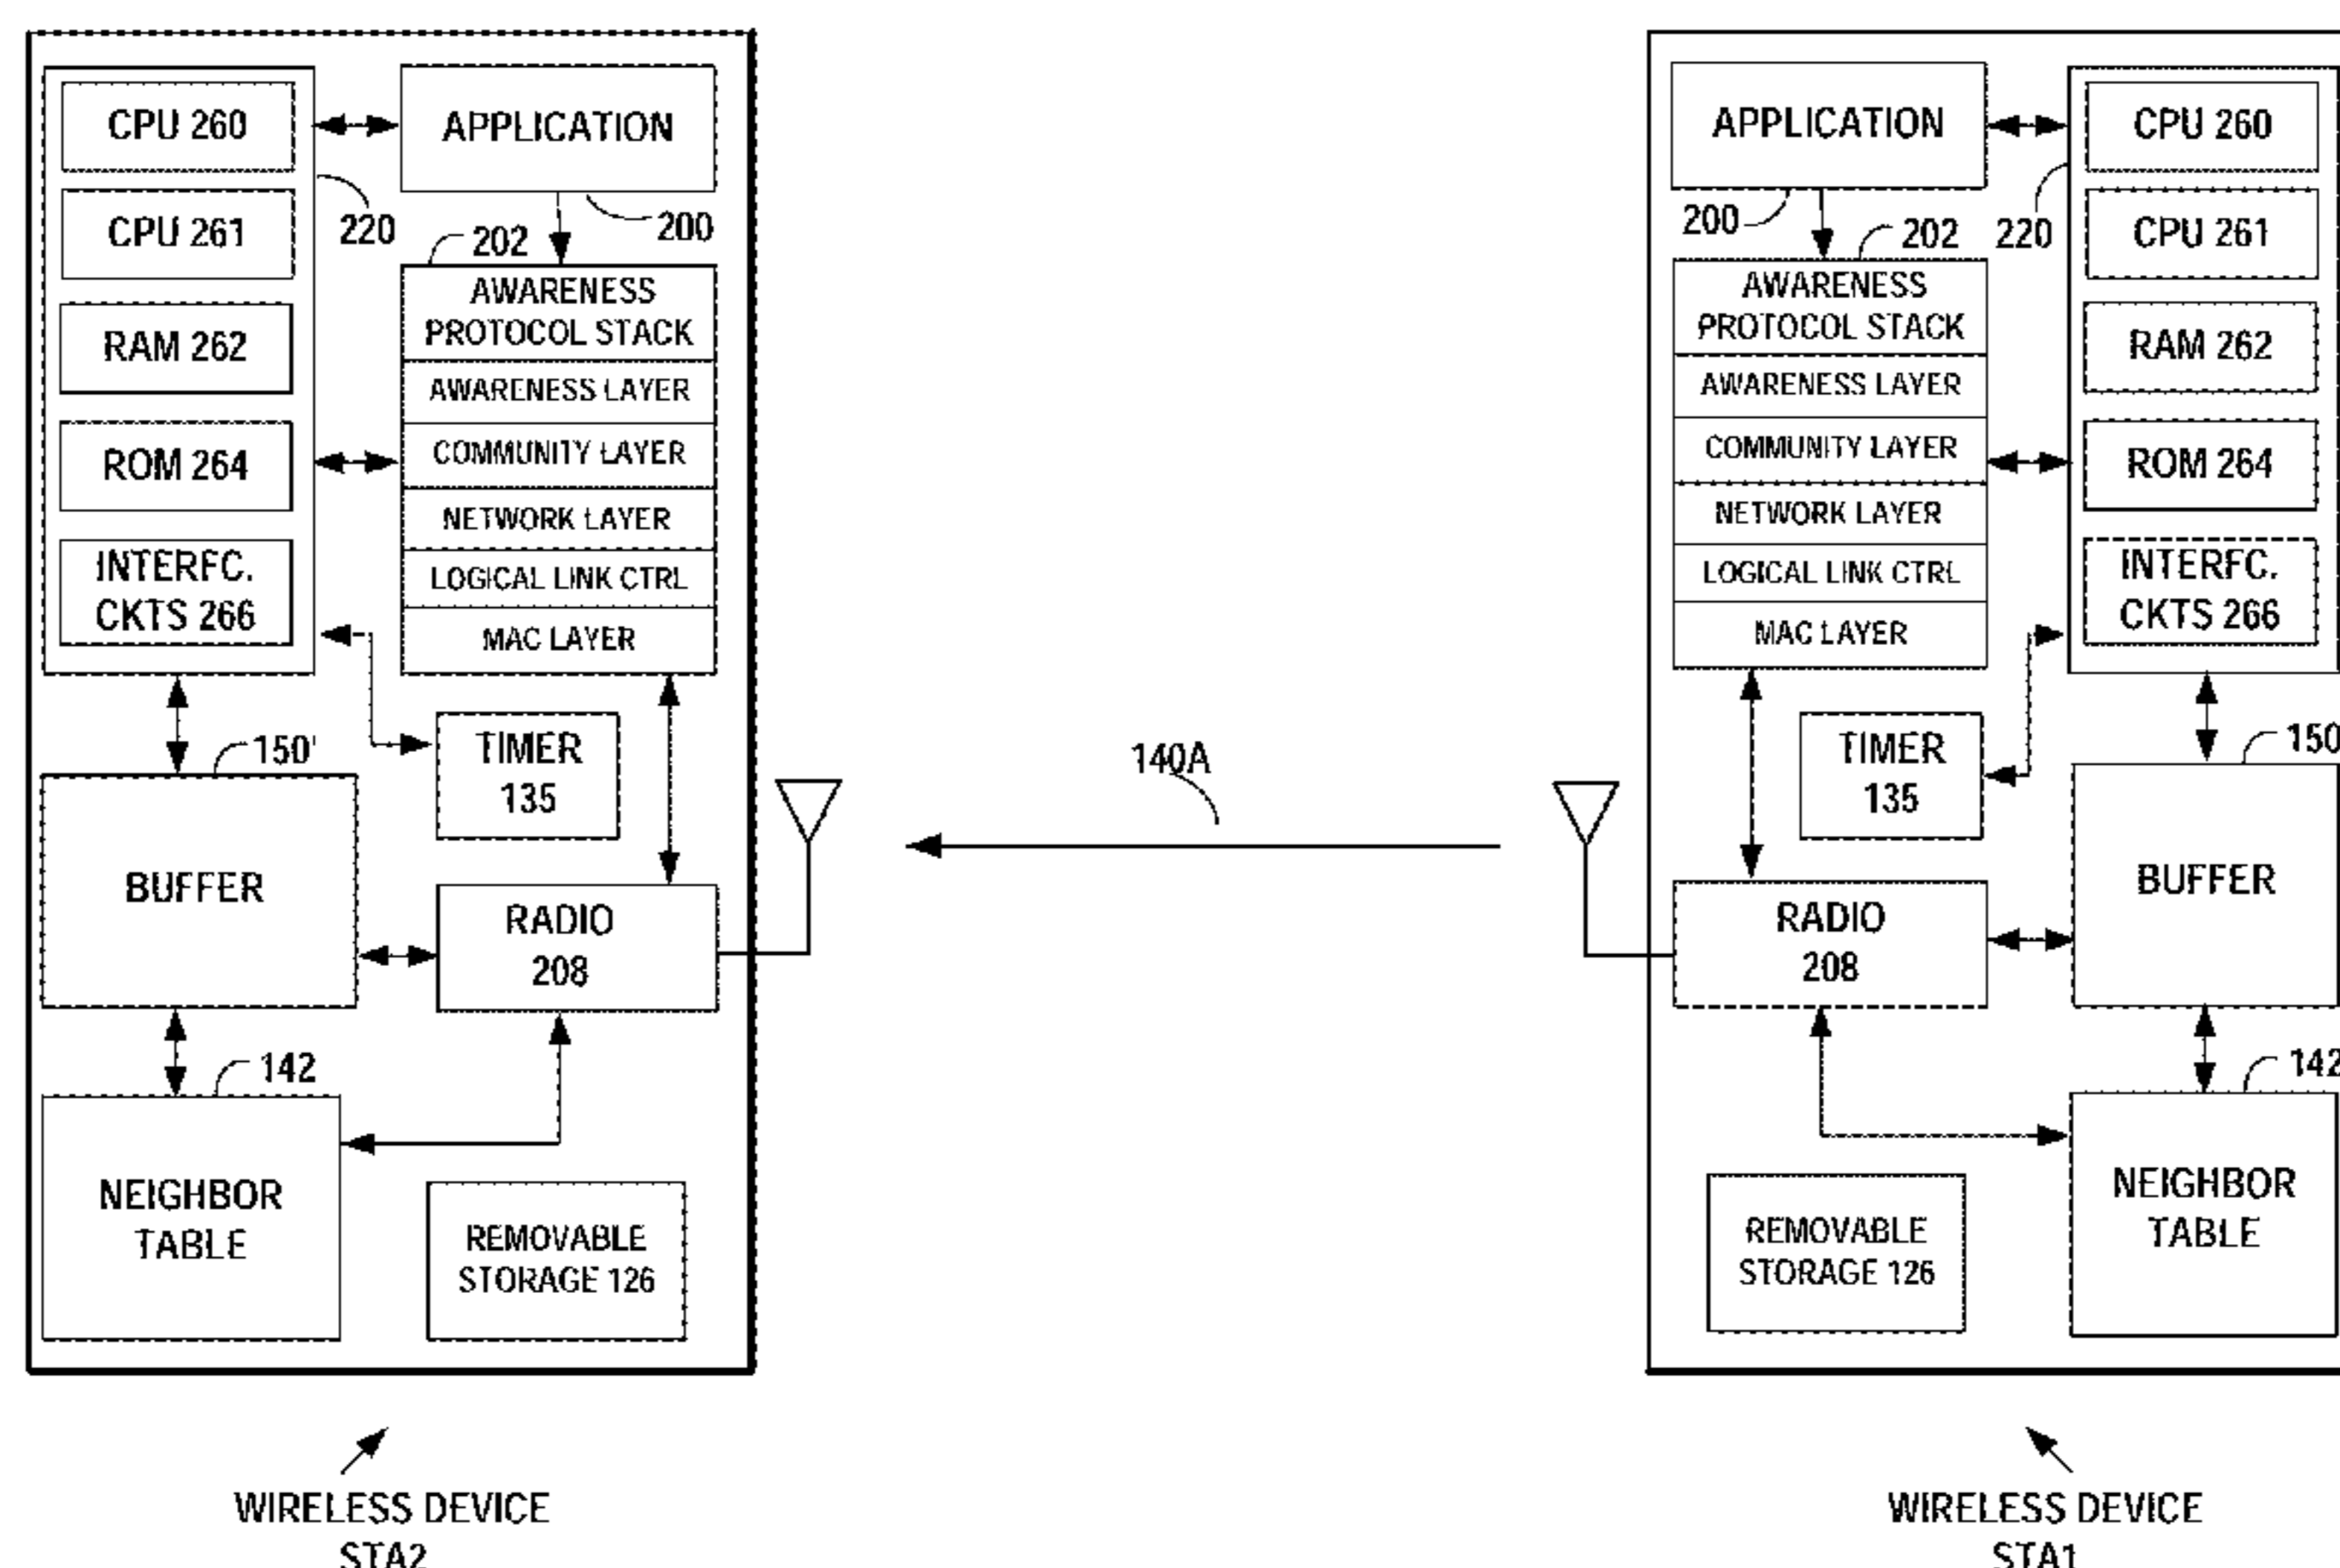 CPU 260
APPLICATION
CPU 261
220
200
202
AWARENESS
PROTOCOL STACK
RAM 262
AWARENESS LAYER
COMMUNITY LAYER
ROM 264
NETWORK LAYER
INTERFC.
CKTS 266
LOGICAL LINK CTRL
MAC LAYER
150'
TIMER
135
BUFFER
RADIO
208
142
NEIGHBOR
TABLE
REMOVABLE
STORAGE 126
WIRELESS DEVICE
STA2
140A
APPLICATION
CPU 260
200
202
220
CPU 261
AWARENESS
PROTOCOL STACK
RAM 262
AWARENESS LAYER
COMMUNITY LAYER
ROM 264
NETWORK LAYER
INTERFC.
CKTS 266
LOGICAL LINK CTRL
MAC LAYER
150
TIMER
135
BUFFER
RADIO
208
142
NEIGHBOR
TABLE
REMOVABLE
STORAGE 126
WIRELESS DEVICE
STA1